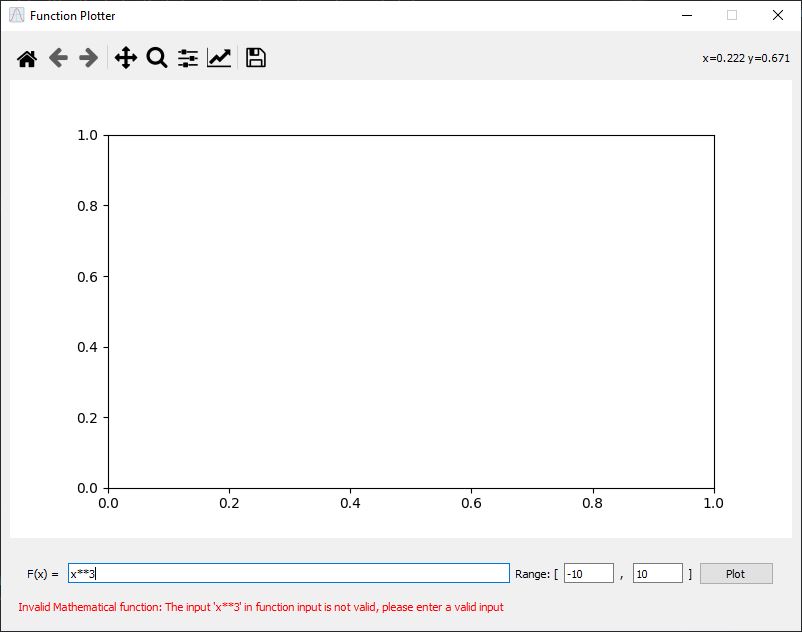 Function Plotter
x=0.222 y=0.671
1.0
0.8
0.6
0.4
0.2
0.0
0.0 0.2 0.4 0.6 0.8 1.0
F(x) = x**3 Range: [ -10 , 10 ] Plot
Invalid Mathematical function: The input 'x**3' in function input is not valid, please enter a valid input